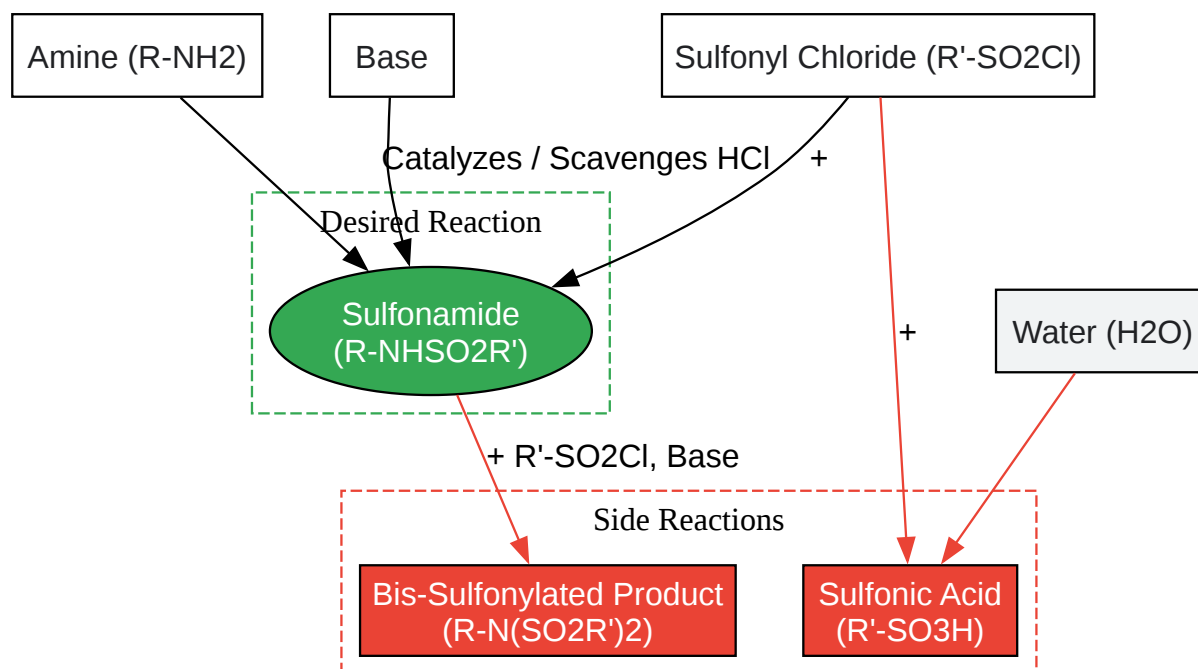 Amine (R-NH2)
Base
Sulfonyl Chloride (R'-SO2Cl)
Catalyzes / Scavenges HCl
+
Desired Reaction
Sulfonamide
(R-NHSO2R')
+
Water (H2O)
+ R'-SO2Cl, Base
Side Reactions
Bis-Sulfonylated Product
(R-N(SO2R')2)
Sulfonic Acid
(R'-SO3H)